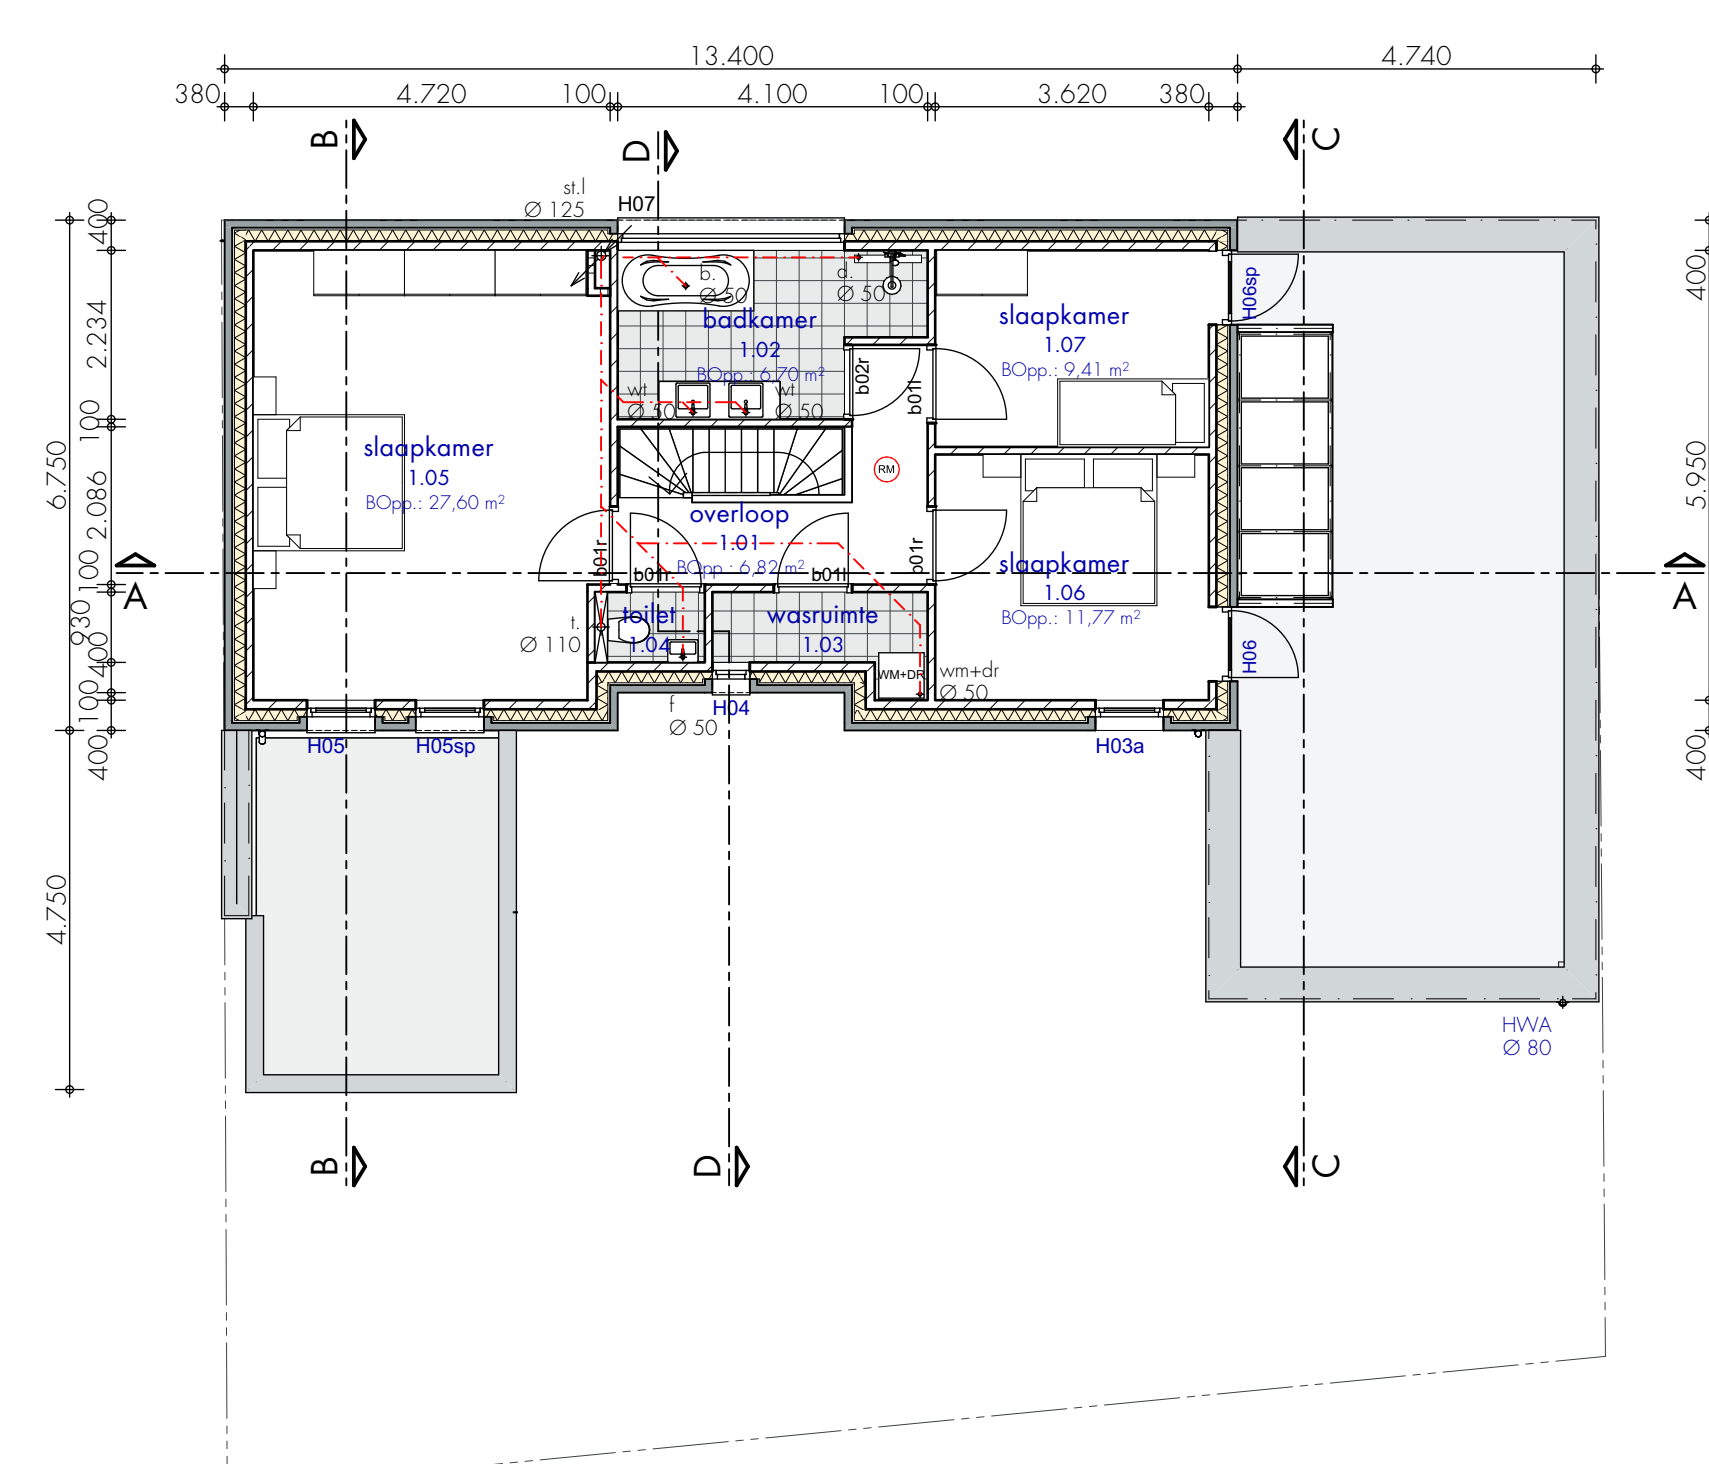 13.400
4.740
380
4.720
100
4.100
100
3.620
380
B
D
C
st.l
Ø 125
H07
400
2.234
100
2.086
100
930
400
100
400
6.750
4.750
400
5.950
400
b.
Ø 50
d.
Ø 50
badkamer
1.02
BOpp.: 6,70 m²
wt
Ø 50
wt
Ø 50
b02r
b01l
slaapkamer
1.07
BOpp.: 9,41 m²
H06sp
slaapkamer
1.05
BOpp.: 27,60 m²
RM
overloop
1.01
BOpp.: 6,82 m²
b01r
b01l
b01l
b01r
slaapkamer
1.06
BOpp.: 11,77 m²
A
A
toilet
1.04
t.
Ø 110
wasruimte
1.03
WM+DR
wm+dr
Ø 50
H06
f
Ø 50
H04
H05
H05sp
H03a
HWA
Ø 80
B
D
C